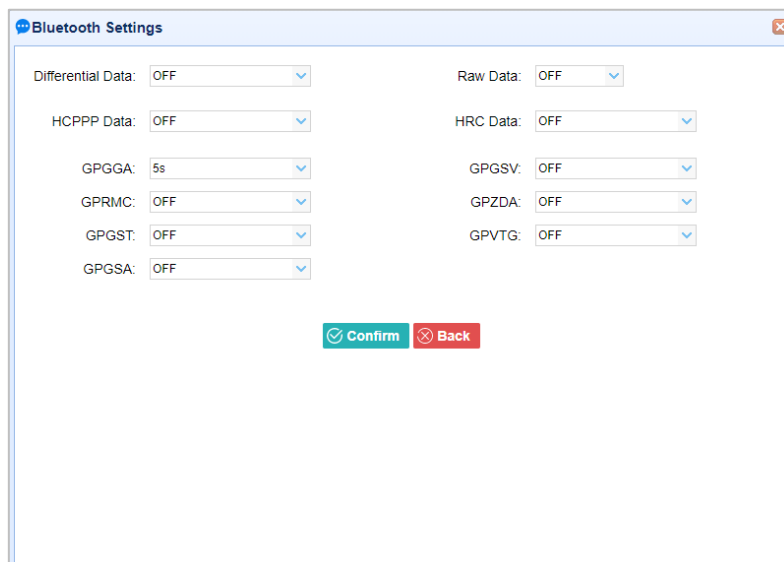 Bluetooth Settings
Differential Data: OFF Raw Data: OFF
HCPPP Data: OFF HRC Data: OFF
GPGGA: 5s GPGSV: OFF
GPRMC: OFF GPZDA: OFF
GPGST: OFF GPVTG: OFF
GPGSA: OFF
Confirm Back